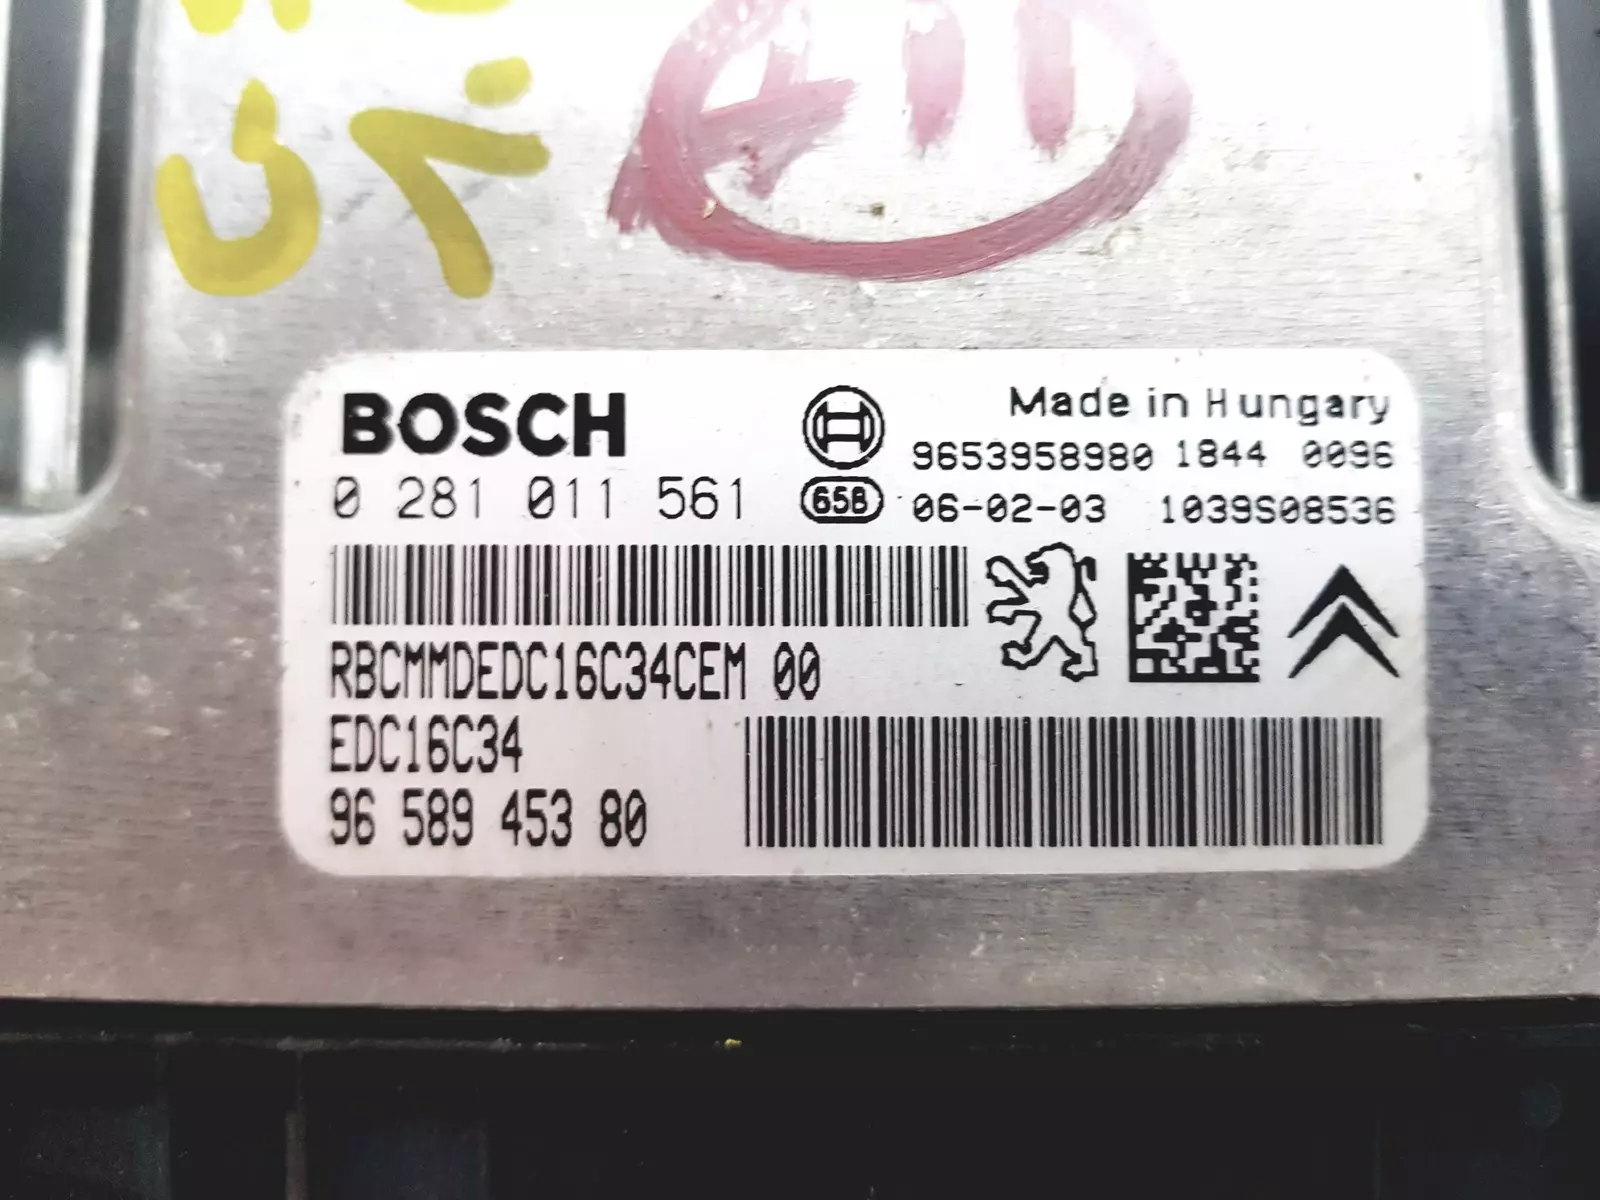 BOSCH
Made in Hungary
9653958980 1844 0096
0 281 011 561
65B
06-02-03 1039S08536
RBCMMDEDC16C34CEM 00
EDC16C34
96 589 453 80